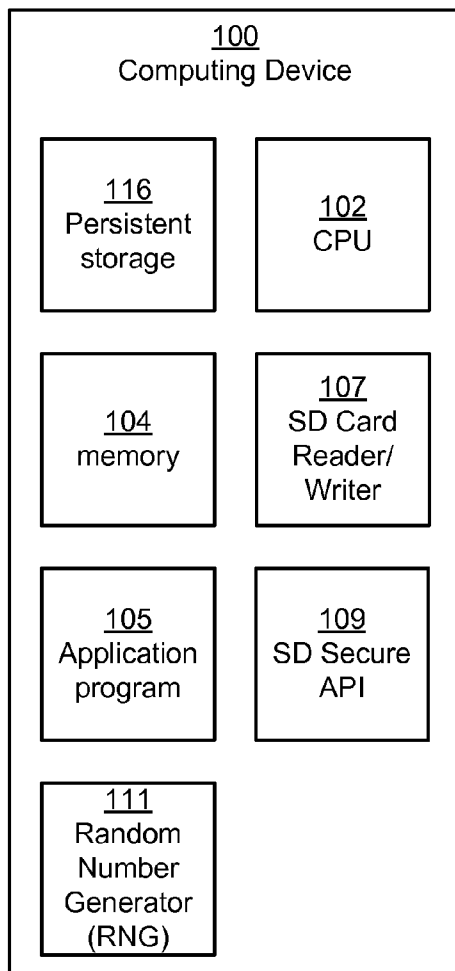 100
Computing Device
116
Persistent
storage
102
CPU
104
memory
107
SD Card
Reader/
Writer
105
Application
program
109
SD Secure
API
111
Random
Number
Generator
(RNG)